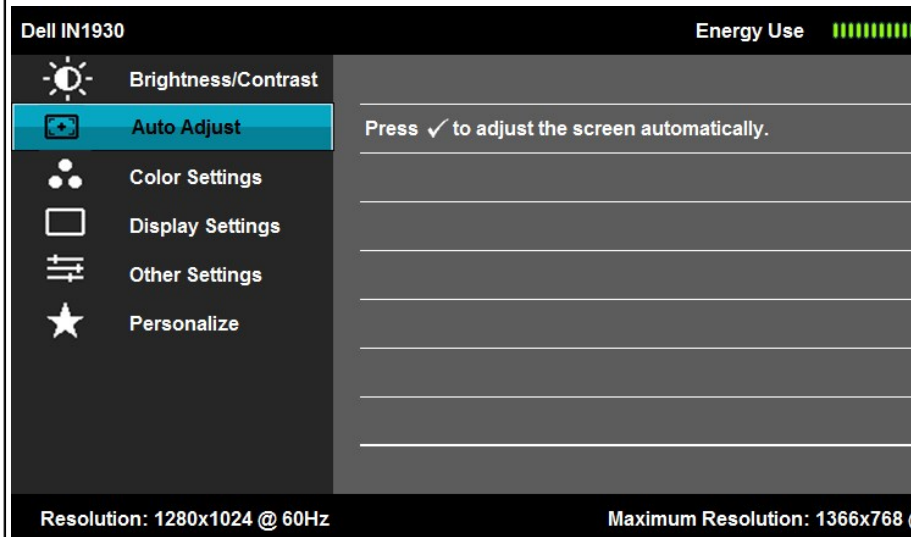 Dell IN1930 Energy Use
Brightness/Contrast
Auto Adjust
Press ✓ to adjust the screen automatically.
Color Settings
Display Settings
Other Settings
Personalize
Resolution: 1280x1024 @ 60Hz Maximum Resolution: 1366x768 @